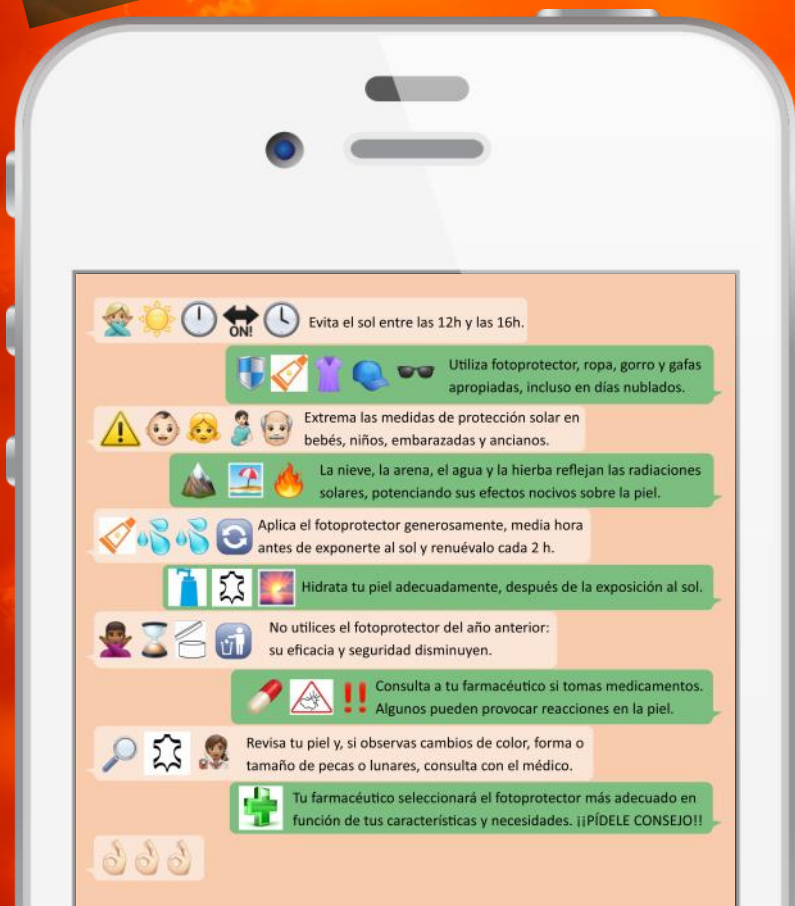 ON!
Evita el sol entre las 12h y las 16h.
Utiliza fotoprotector, ropa, gorro y gafas
apropiadas, incluso en días nublados.
Extrema las medidas de protección solar en
bebés, niños, embarazadas y ancianos.
La nieve, la arena, el agua y la hierba reflejan las radiaciones
solares, potenciando sus efectos nocivos sobre la piel.
Aplica el fotoprotector generosamente, media hora
antes de exponerte al sol y renuévalo cada 2 h.
Hidrata tu piel adecuadamente, después de la exposición al sol.
No utilices el fotoprotector del año anterior:
su eficacia y seguridad disminuyen.
Consulta a tu farmacéutico si tomas medicamentos.
Algunos pueden provocar reacciones en la piel.
Revisa tu piel y, si observas cambios de color, forma o
tamaño de pecas o lunares, consulta con el médico.
Tu farmacéutico seleccionará el fotoprotector más adecuado en
función de tus características y necesidades. ¡¡PÍDELE CONSEJO!!